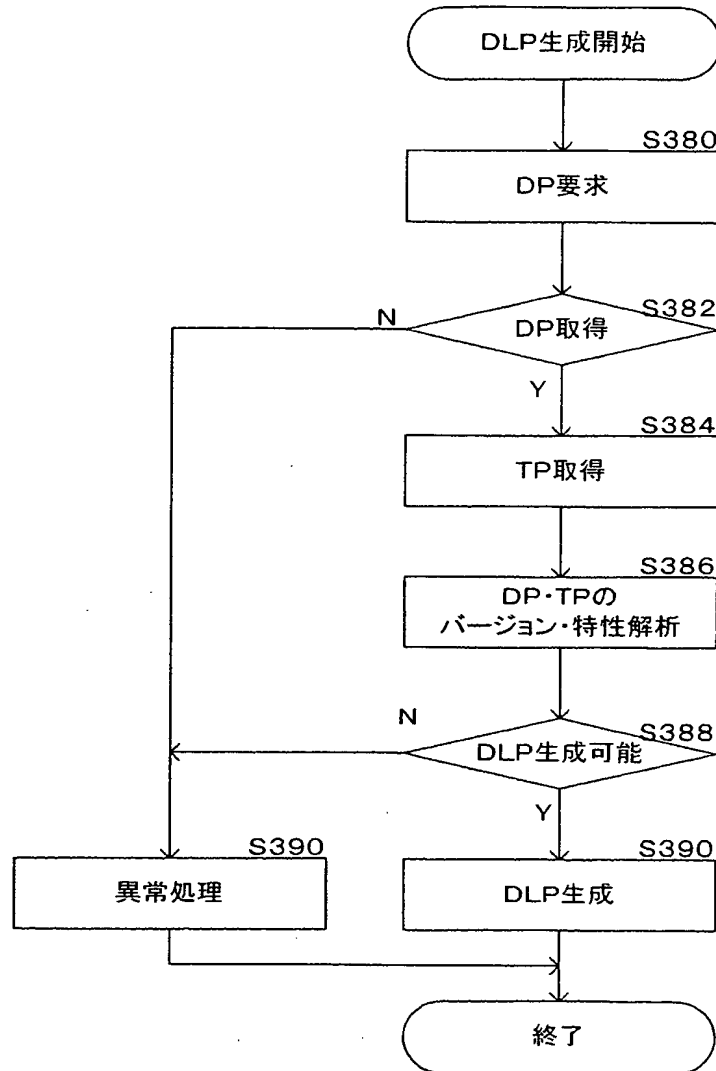 DLP生成開始
S380
DP要求
S382
N
DP取得
Y
S384
TP取得
S386
DP・TPの
バージョン・特性解析
N
S388
DLP生成可能
Y
S390
異常処理
S390
DLP生成
終了